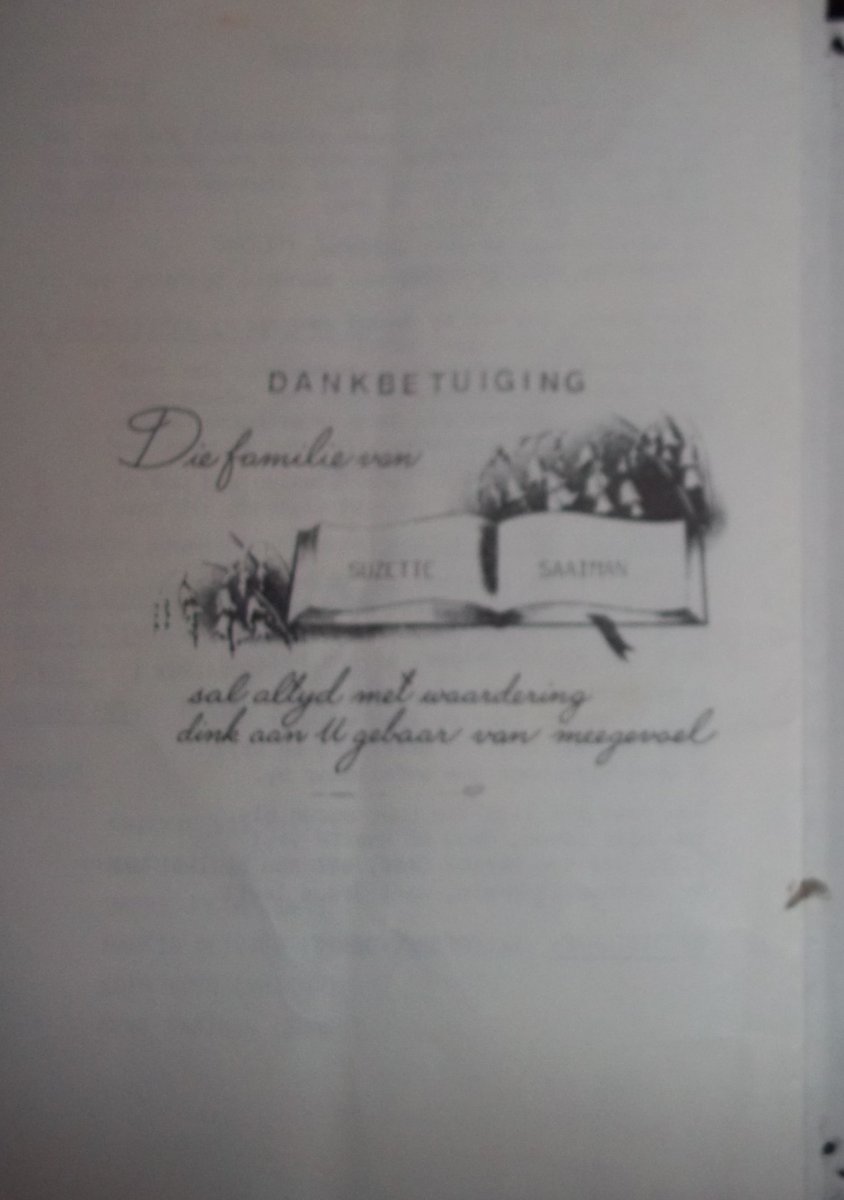 DANKBETUIGING
Die familie van
SUZETTE SAAIMAN
sal altyd met waardering
dink aan U gebaar van meegevoel